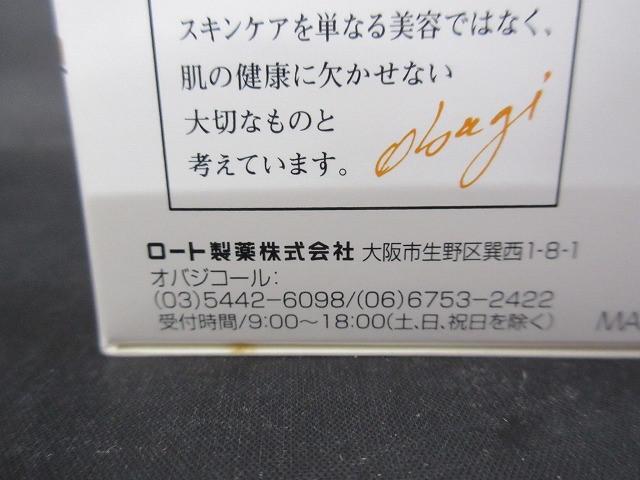 スキンケアを単なる美容ではなく、
肌の健康に欠かせない
大切なものと
考えています。
Obagi
ロート製薬株式会社 大阪市生野区巽西1-8-1
オバジコール:
(03)5442-6098/(06)6753-2422
受付時間/9:00〜18:00(土、日、祝日を除く)
MA